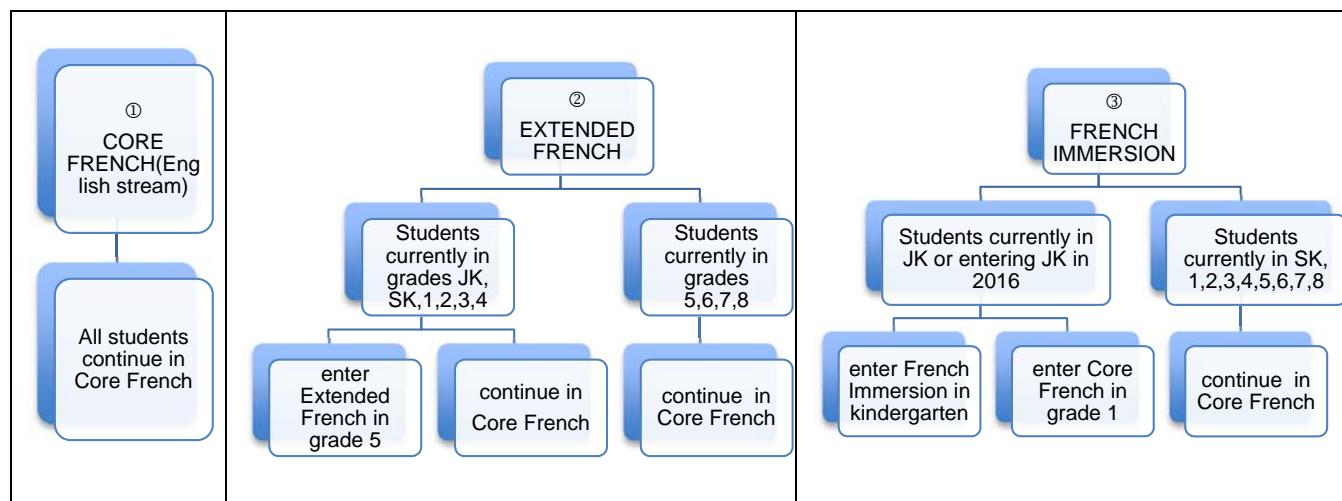 ①
CORE
FRENCH(Eng
lish stream)
All students
continue in
Core French
②
EXTENDED
FRENCH
Students
currently in
grades JK,
SK,1,2,3,4
Students
currently in
grades
5,6,7,8
enter
Extended
French in
grade 5
continue in
Core French
continue in
Core French
③
FRENCH
IMMERSION
Students currently in
JK or entering JK in
2016
Students
currently in SK,
1,2,3,4,5,6,7,8
enter French
Immersion in
kindergarten
enter Core
French in
grade 1
continue in
Core French